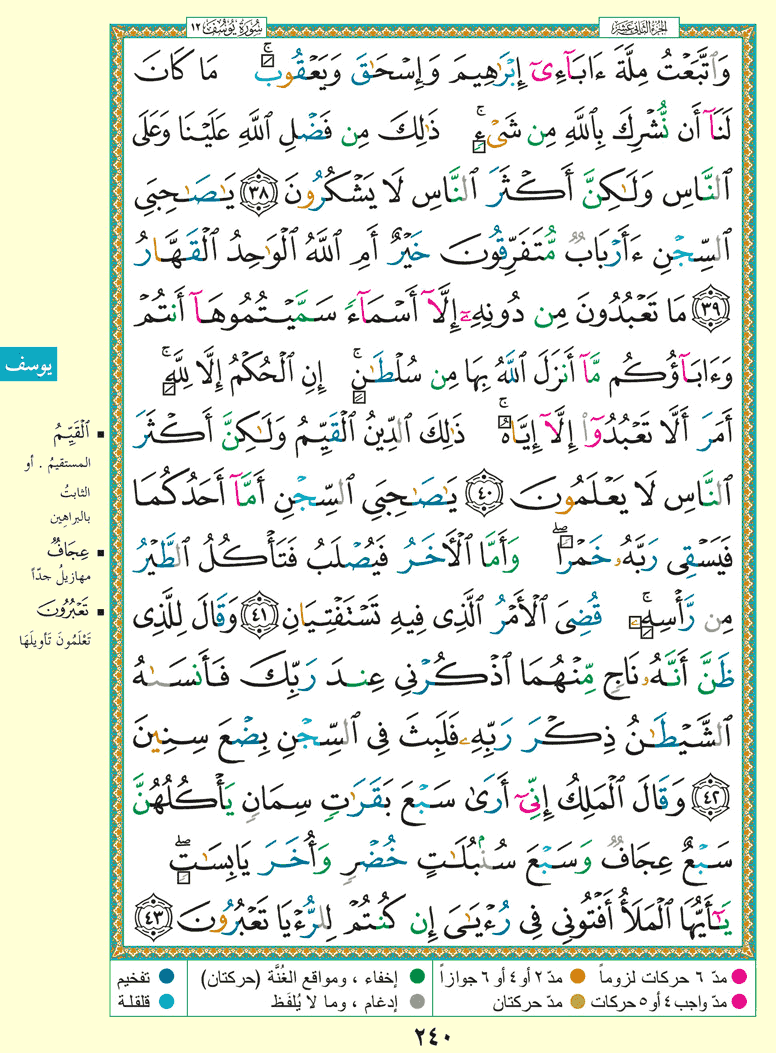 الجزء الثاني عشر
سورة يوسف ١٢
وَٱتَّبَعْتُ مِلَّةَ ءَابَآءِىٓ إِبْرَٰهِيمَ وَإِسْحَٰقَ وَيَعْقُوبَ ۚ مَا كَانَ
لَنَآ أَن نُّشْرِكَ بِٱللَّهِ مِن شَىْءٍ ۚ ذَٰلِكَ مِن فَضْلِ ٱللَّهِ عَلَيْنَا وَعَلَى
ٱلنَّاسِ وَلَٰكِنَّ أَكْثَرَ ٱلنَّاسِ لَا يَشْكُرُونَ ٣٨ يَٰصَٰحِبَىِ
ٱلسِّجْنِ ءَأَرْبَابٌ مُّتَفَرِّقُونَ خَيْرٌ أَمِ ٱللَّهُ ٱلْوَٰحِدُ ٱلْقَهَّارُ
٣٩ مَا تَعْبُدُونَ مِن دُونِهِۦٓ إِلَّآ أَسْمَآءً سَمَّيْتُمُوهَآ أَنتُمْ
وَءَابَآؤُكُم مَّآ أَنزَلَ ٱللَّهُ بِهَا مِن سُلْطَٰنٍ ۚ إِنِ ٱلْحُكْمُ إِلَّا لِلَّهِ ۚ
أَمَرَ أَلَّا تَعْبُدُوٓا۟ إِلَّآ إِيَّاهُ ۚ ذَٰلِكَ ٱلدِّينُ ٱلْقَيِّمُ وَلَٰكِنَّ أَكْثَرَ
ٱلنَّاسِ لَا يَعْلَمُونَ ٤٠ يَٰصَٰحِبَىِ ٱلسِّجْنِ أَمَّآ أَحَدُكُمَا
فَيَسْقِى رَبَّهُۥ خَمْرًا ۖ وَأَمَّا ٱلْأَخَرُ فَيُصْلَبُ فَتَأْكُلُ ٱلطَّيْرُ
مِن رَّأْسِهِۦ ۚ قُضِىَ ٱلْأَمْرُ ٱلَّذِى فِيهِ تَسْتَفْتِيَانِ ٤١ وَقَالَ لِلَّذِى
ظَنَّ أَنَّهُۥ نَاجٍ مِّنْهُمَا ٱذْكُرْنِى عِندَ رَبِّكَ فَأَنسَىٰهُ
ٱلشَّيْطَٰنُ ذِكْرَ رَبِّهِۦ فَلَبِثَ فِى ٱلسِّجْنِ بِضْعَ سِنِينَ
٤٢ وَقَالَ ٱلْمَلِكُ إِنِّىٓ أَرَىٰ سَبْعَ بَقَرَٰتٍ سِمَانٍ يَأْكُلُهُنَّ
سَبْعٌ عِجَافٌ وَسَبْعَ سُنۢبُلَٰتٍ خُضْرٍ وَأُخَرَ يَابِسَٰتٍ ۖ
يَٰٓأَيُّهَا ٱلْمَلَأُ أَفْتُونِى فِى رُءْيَٰىَ إِن كُنتُمْ لِلرُّءْيَا تَعْبُرُونَ ٤٣
يوسف
ٱلْقَيِّمُ
المستقيمُ . أو
الثابتُ
بالبراهين
عِجَافٌ
مهازيلُ جدّاً
تَعْبُرُونَ
تَعْلَمُونَ تأويلَهَا
مدّ ٦ حركات لزوماً
مدّ ٢ أو ٤ أو ٦ جوازاً
إخفاء ، ومواقع الغُنَّة (حركتان)
تفخيم
مدّ واجب ٤ أو ٥ حركات
مدّ حركتان
إدغام ، وما لا يُلفَظ
قلقلة
٢٤٠